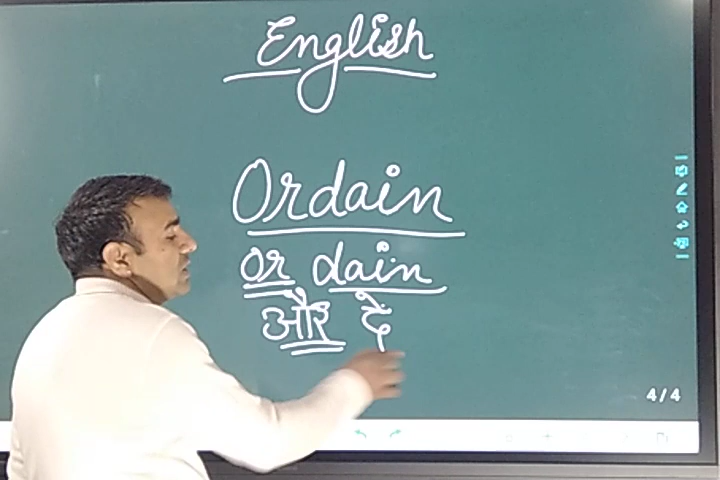 English
Ordain
or dain
और दे
4/4